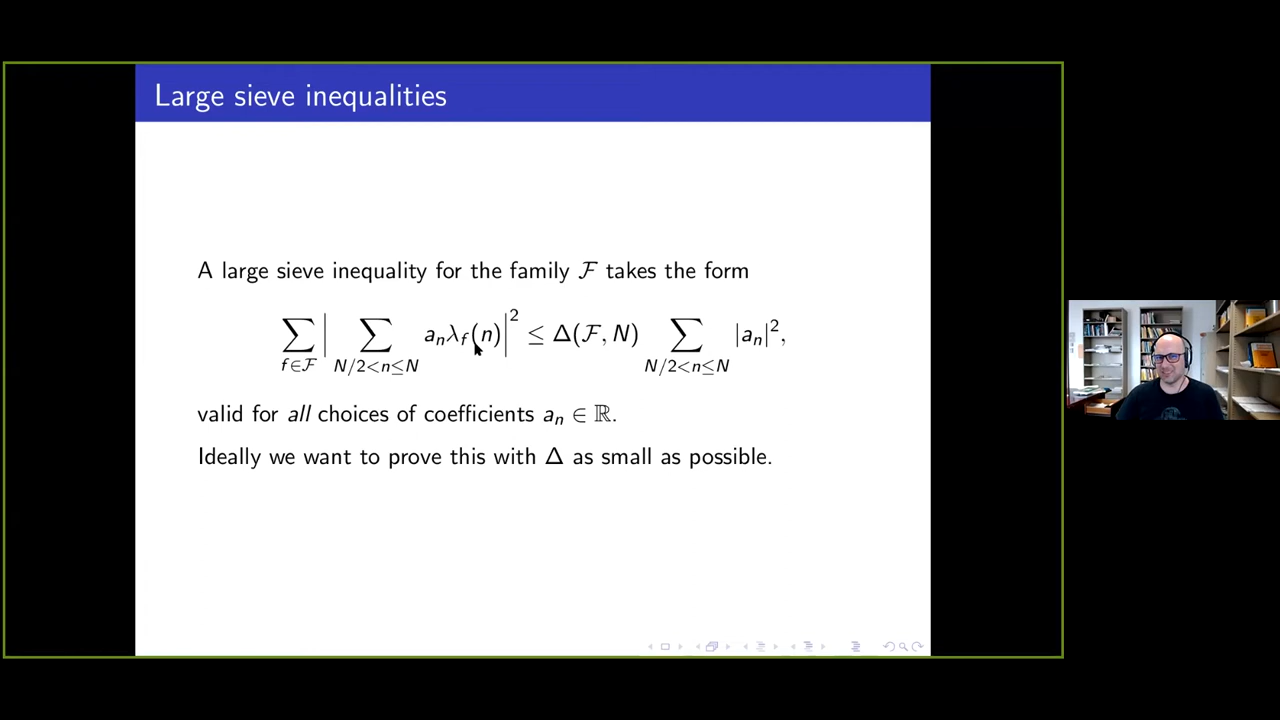 Large sieve inequalities
A large sieve inequality for the family ℱ takes the form
∑_{f∈ℱ} | ∑_{N/2<n≤N} a_n λ_f(n) |² ≤ Δ(ℱ, N) ∑_{N/2<n≤N} |a_n|²,
valid for all choices of coefficients a_n ∈ ℝ.
Ideally we want to prove this with Δ as small as possible.